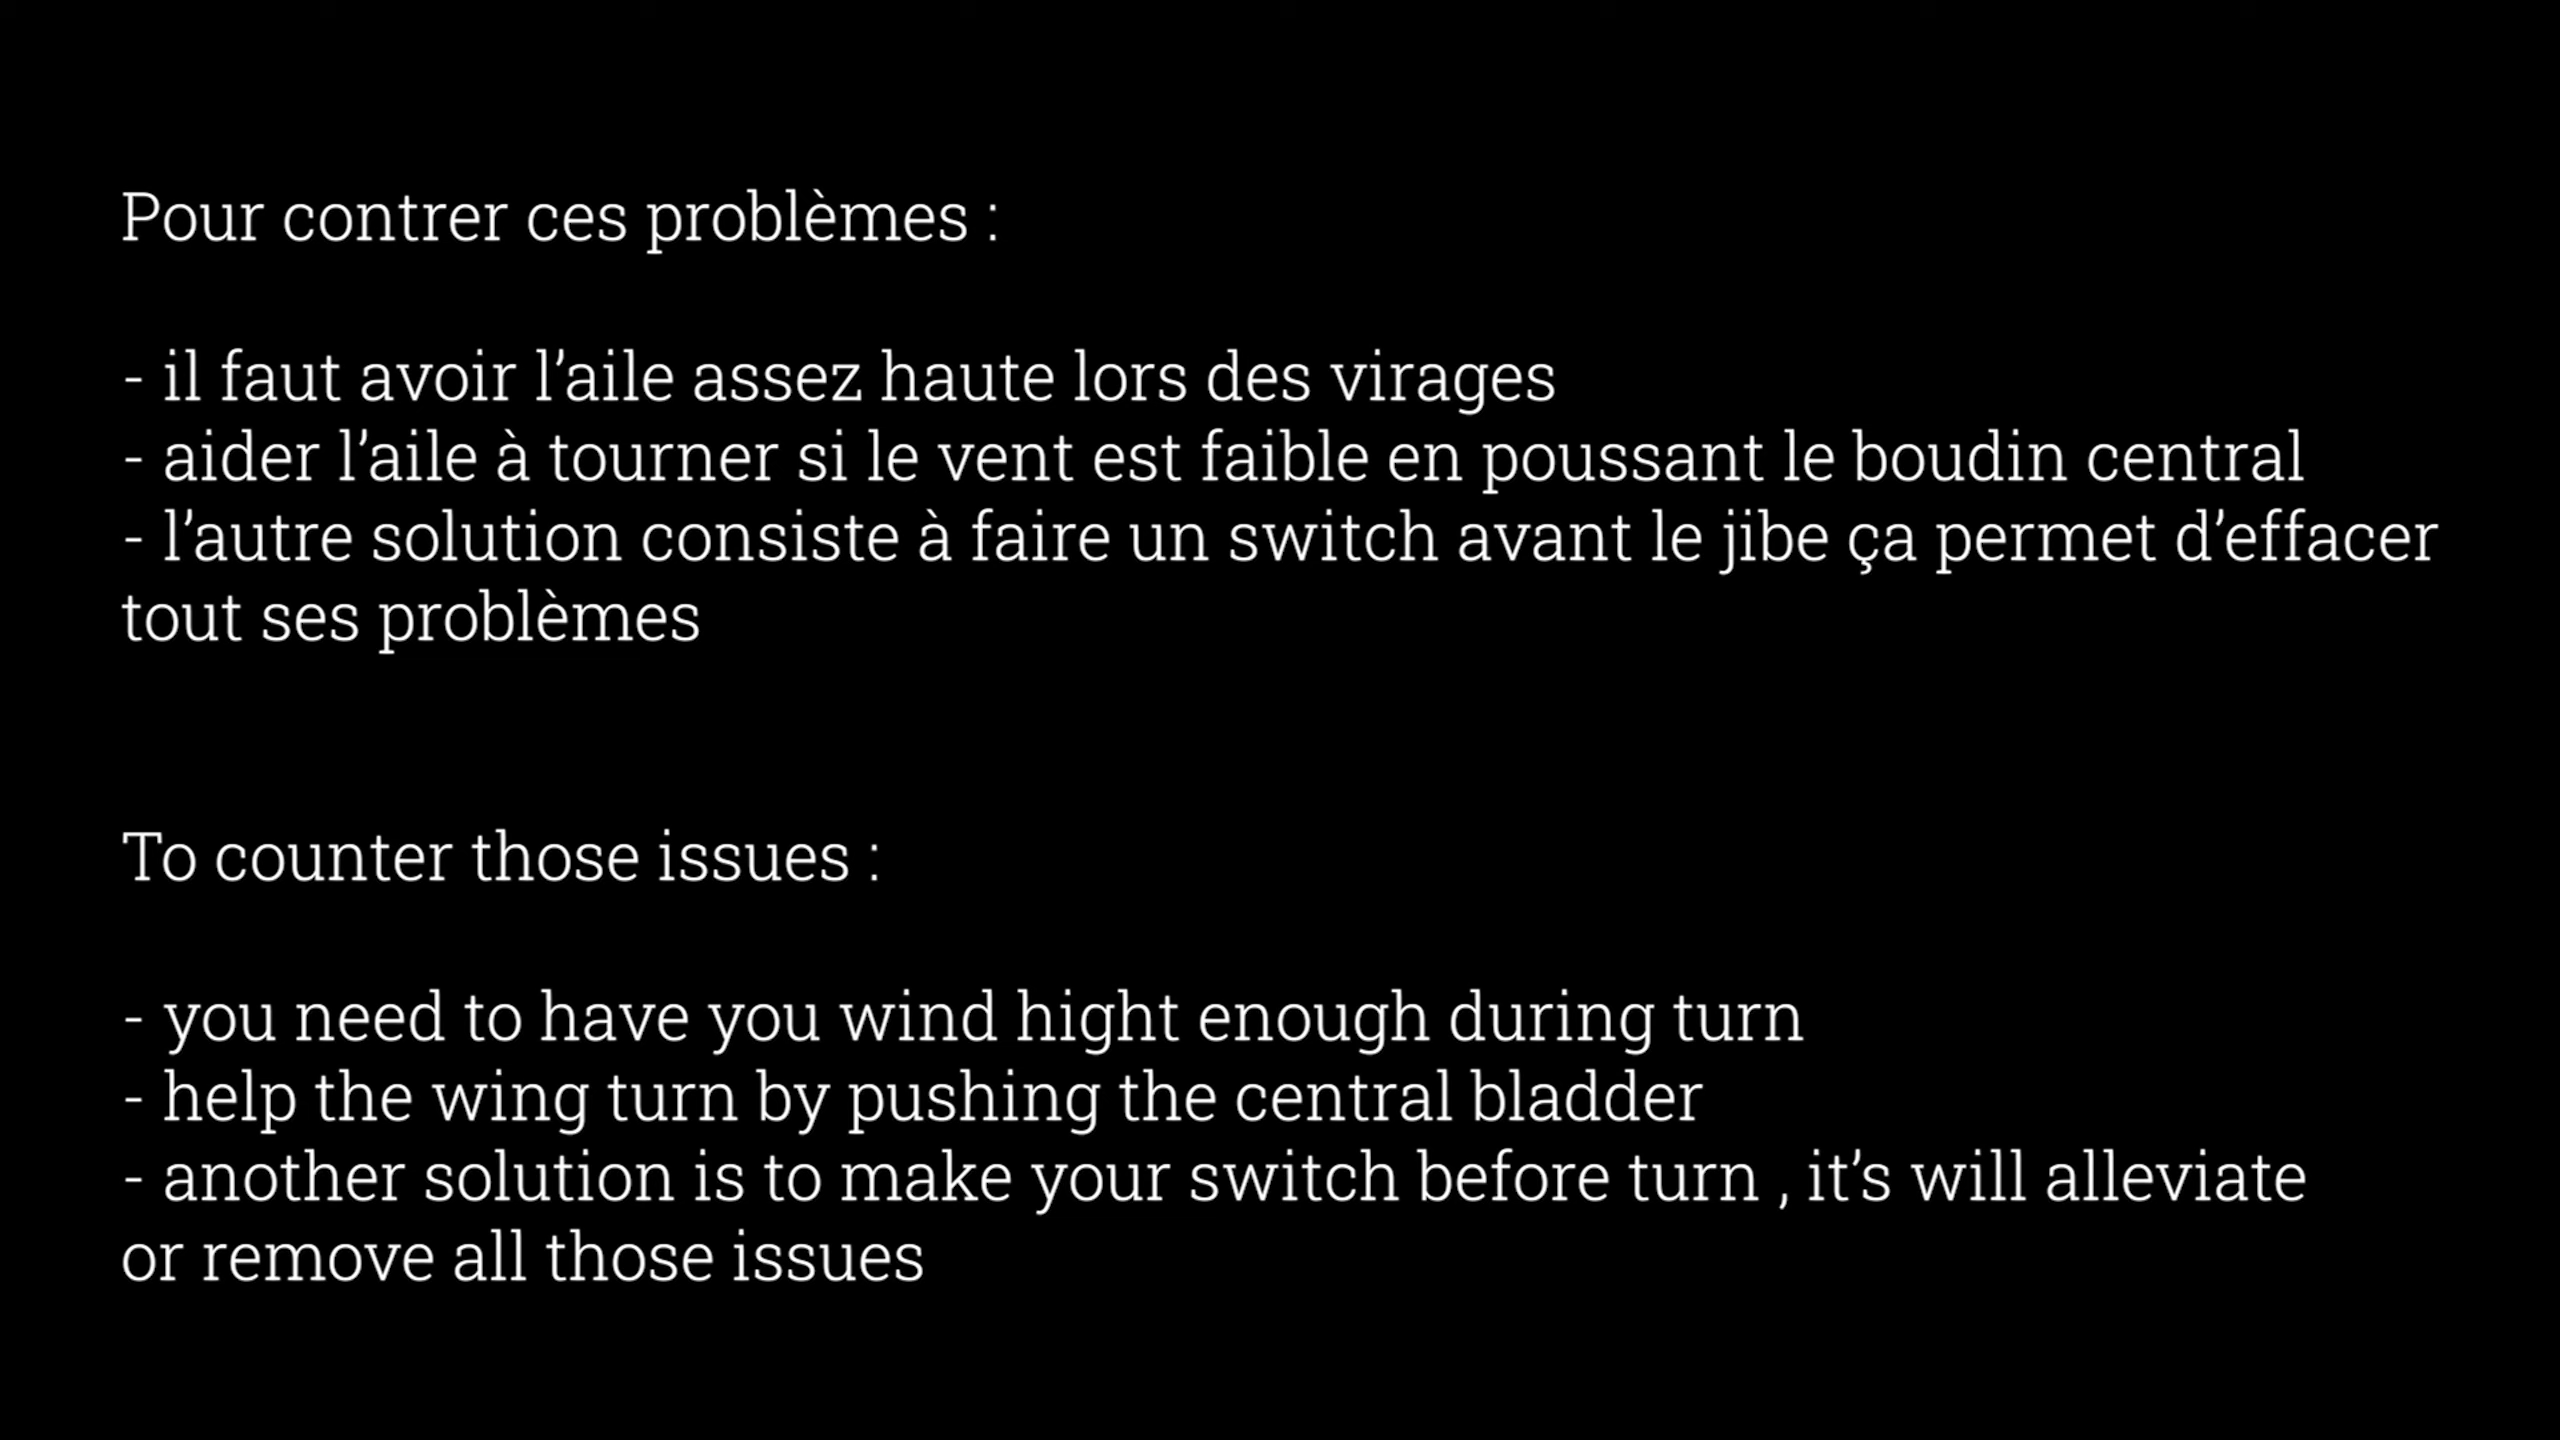 Pour contrer ces problèmes :
- il faut avoir l’aile assez haute lors des virages
- aider l’aile à tourner si le vent est faible en poussant le boudin central
- l’autre solution consiste à faire un switch avant le jibe ça permet d’effacer
tout ses problèmes
To counter those issues :
- you need to have you wind hight enough during turn
- help the wing turn by pushing the central bladder
- another solution is to make your switch before turn , it’s will alleviate
or remove all those issues